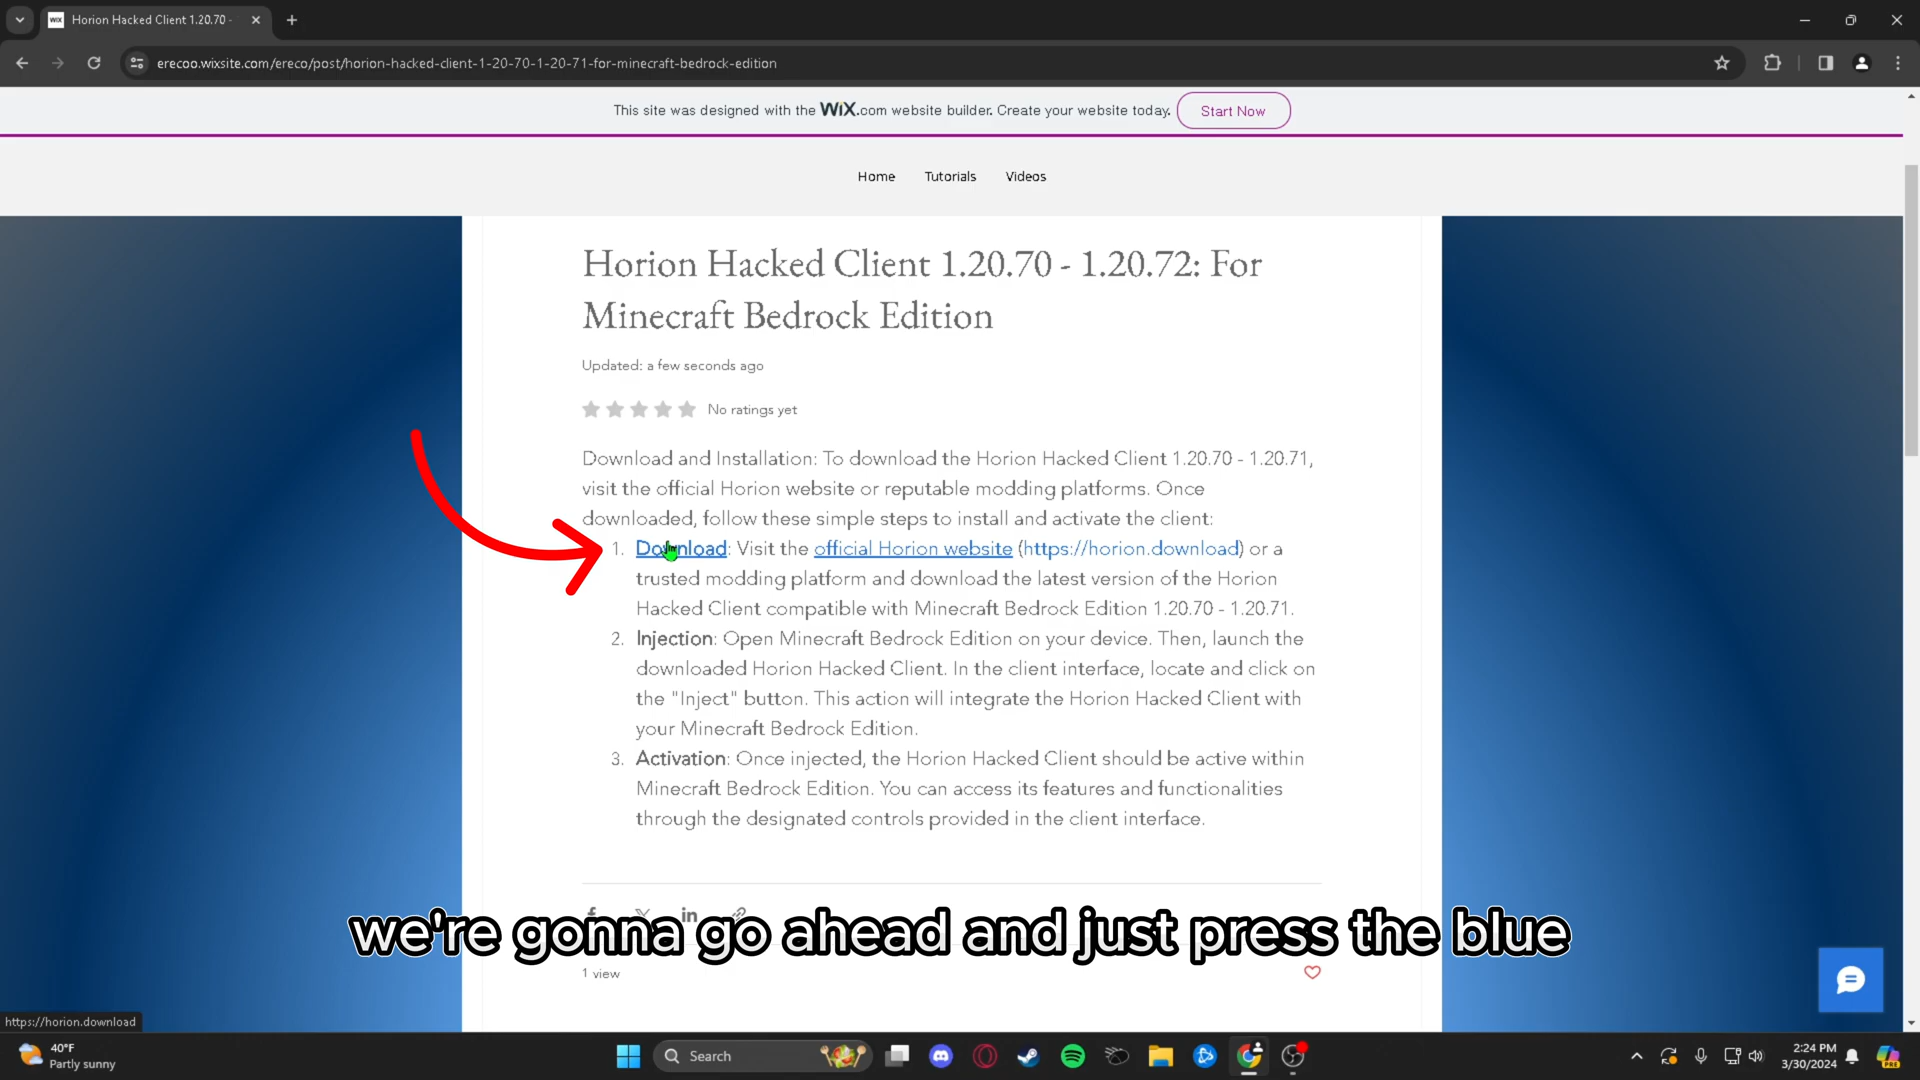 WIX Horion Hacked Client 1.20.70 -
erecoo.wixsite.com/ereco/post/horion-hacked-client-1-20-70-1-20-71-for-minecraft-bedrock-edition
This site was designed with the WiX.com website builder. Create your website today. Start Now
Home Tutorials Videos
Horion Hacked Client 1.20.70 - 1.20.72: For
Minecraft Bedrock Edition
Updated: a few seconds ago
No ratings yet
Download and Installation: To download the Horion Hacked Client 1.20.70 - 1.20.71,
visit the official Horion website or reputable modding platforms. Once
downloaded, follow these simple steps to install and activate the client:
1. Download: Visit the official Horion website (https://horion.download) or a
trusted modding platform and download the latest version of the Horion
Hacked Client compatible with Minecraft Bedrock Edition 1.20.70 - 1.20.71.
2. Injection: Open Minecraft Bedrock Edition on your device. Then, launch the
downloaded Horion Hacked Client. In the client interface, locate and click on
the "Inject" button. This action will integrate the Horion Hacked Client with
your Minecraft Bedrock Edition.
3. Activation: Once injected, the Horion Hacked Client should be active within
Minecraft Bedrock Edition. You can access its features and functionalities
through the designated controls provided in the client interface.
we're gonna go ahead and just press the blue
1 view
https://horion.download
40°F
Partly sunny
Search
2:24 PM
3/30/2024
PRE